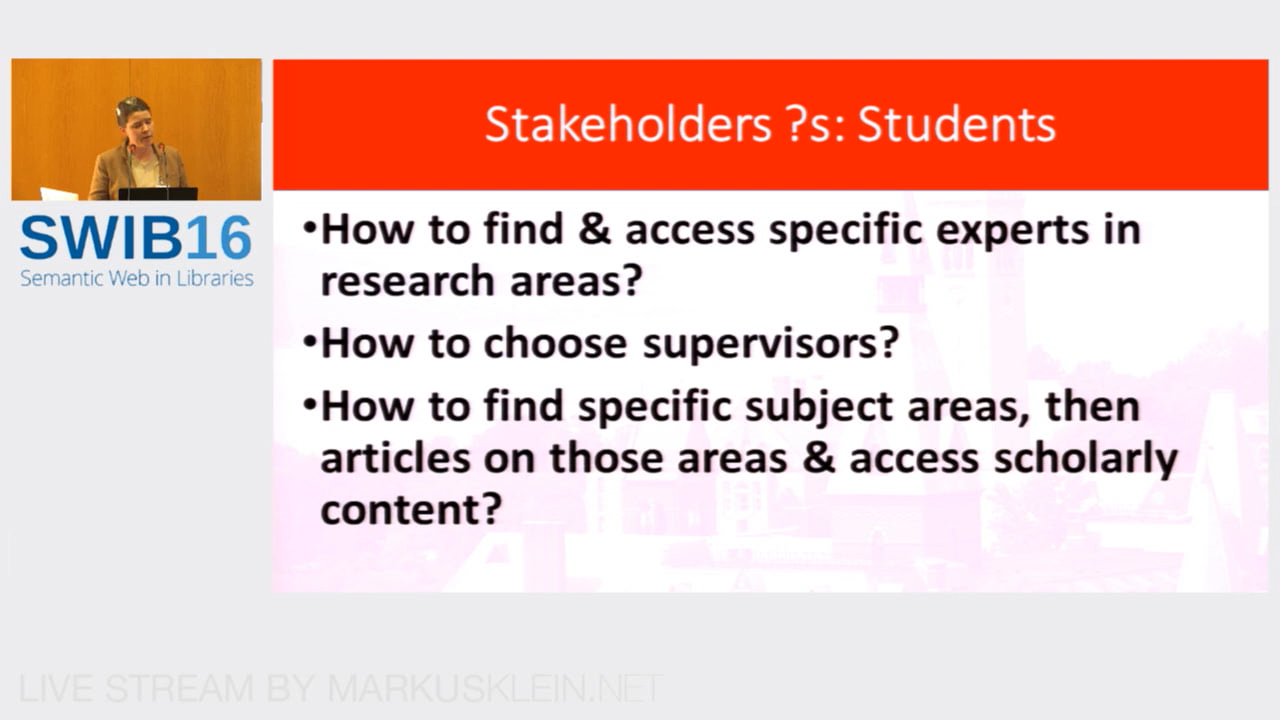 Stakeholders ?s: Students
SWIB16
Semantic Web in Libraries
•How to find & access specific experts in
research areas?
•How to choose supervisors?
•How to find specific subject areas, then
articles on those areas & access scholarly
content?
LIVE STREAM BY MARKUSKLEIN.NET